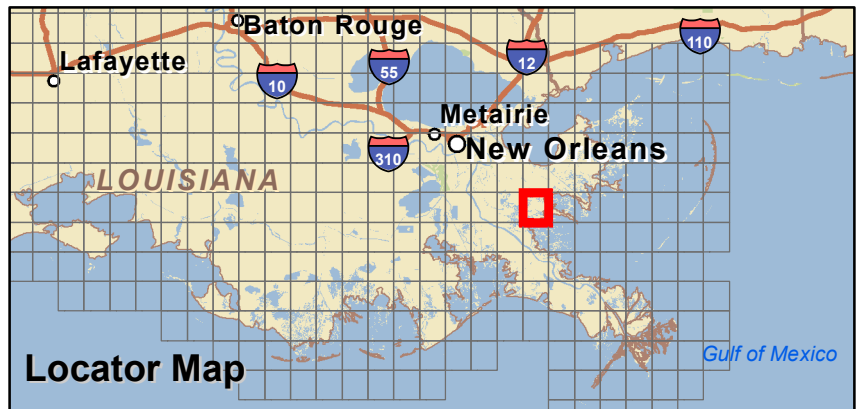 Baton Rouge
110
Lafayette
55
12
10
Metairie
310
New Orleans
LOUISIANA
Gulf of Mexico
Locator Map